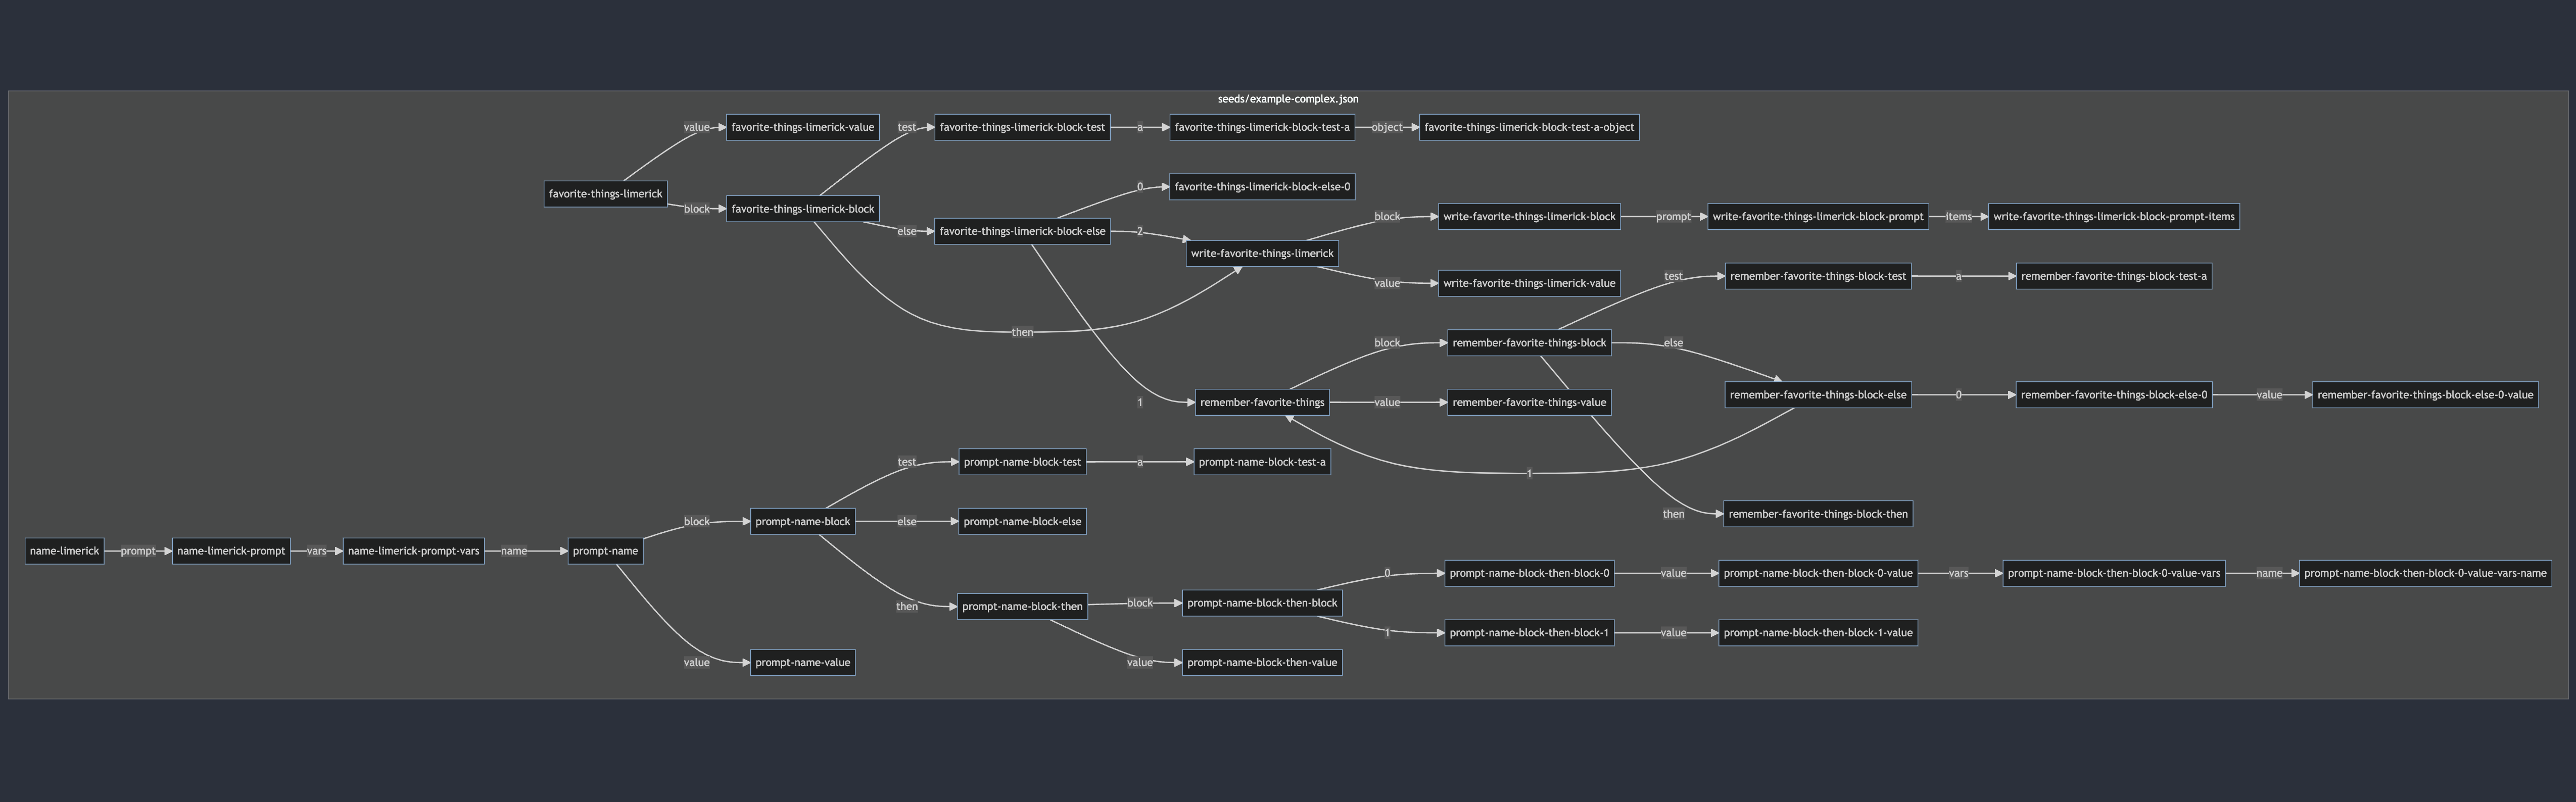 seeds/example-complex.json
value
favorite-things-limerick-value
test
favorite-things-limerick-block-test
a
favorite-things-limerick-block-test-a
object
favorite-things-limerick-block-test-a-object
favorite-things-limerick
block
favorite-things-limerick-block
else
favorite-things-limerick-block-else
0
favorite-things-limerick-block-else-0
2
write-favorite-things-limerick
block
write-favorite-things-limerick-block
prompt
write-favorite-things-limerick-block-prompt
items
write-favorite-things-limerick-block-prompt-items
value
write-favorite-things-limerick-value
then
test
remember-favorite-things-block-test
a
remember-favorite-things-block-test-a
block
remember-favorite-things-block
else
1
remember-favorite-things
value
remember-favorite-things-value
remember-favorite-things-block-else
0
remember-favorite-things-block-else-0
value
remember-favorite-things-block-else-0-value
1
then
remember-favorite-things-block-then
test
prompt-name-block-test
a
prompt-name-block-test-a
block
prompt-name-block
else
prompt-name-block-else
name-limerick
prompt
name-limerick-prompt
vars
name-limerick-prompt-vars
name
prompt-name
then
prompt-name-block-then
block
prompt-name-block-then-block
0
prompt-name-block-then-block-0
value
prompt-name-block-then-block-0-value
vars
prompt-name-block-then-block-0-value-vars
name
prompt-name-block-then-block-0-value-vars-name
1
prompt-name-block-then-block-1
value
prompt-name-block-then-block-1-value
value
prompt-name-value
value
prompt-name-block-then-value